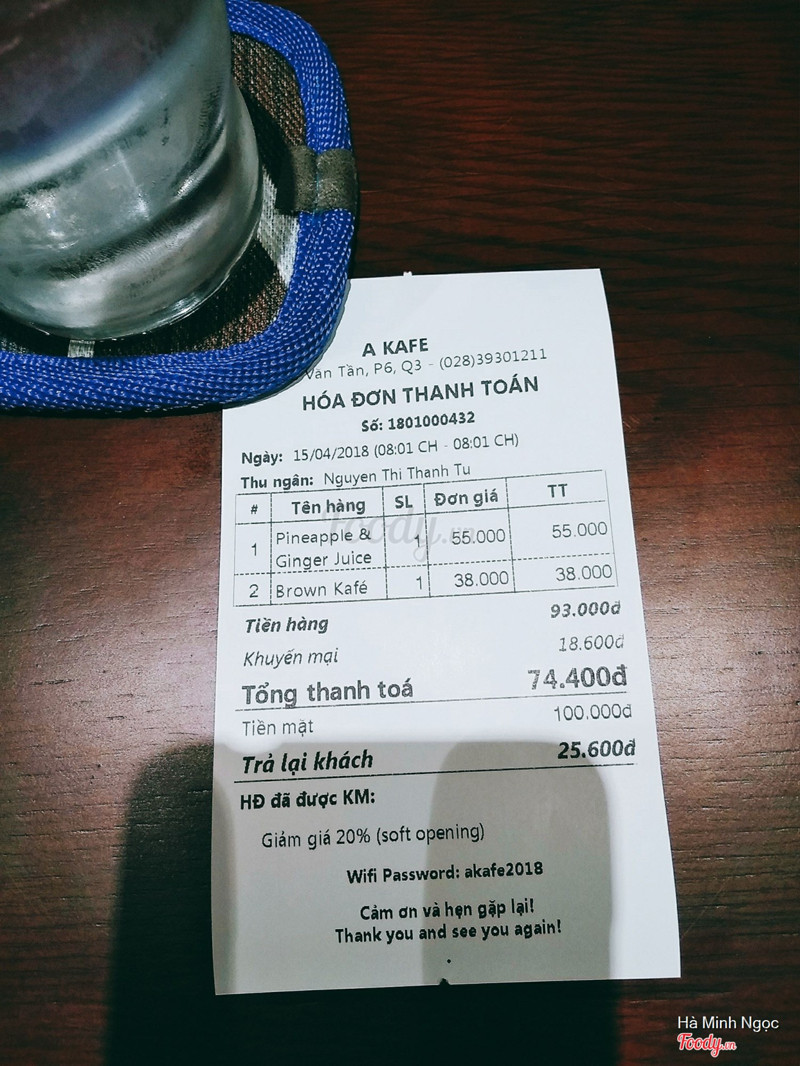 A KAFE
Văn Tần, P6, Q3 - (028)39301211
HÓA ĐƠN THANH TOÁN
Số: 1801000432
Ngày: 15/04/2018 (08:01 CH - 08:01 CH)
Thu ngân: Nguyen Thi Thanh Tu
# Tên hàng SL Đơn giá TT
1 Pineapple & Ginger Juice 1 55.000 55.000
2 Brown Kafé 1 38.000 38.000
Tiền hàng 93.000đ
Khuyến mại 18.600đ
Tổng thanh toá 74.400đ
Tiền mặt 100.000đ
Trả lại khách 25.600đ
HĐ đã được KM:
Giảm giá 20% (soft opening)
Wifi Password: akafe2018
Cảm ơn và hẹn gặp lại!
Thank you and see you again!
Foody.vn
Hà Minh Ngọc
Foody.vn